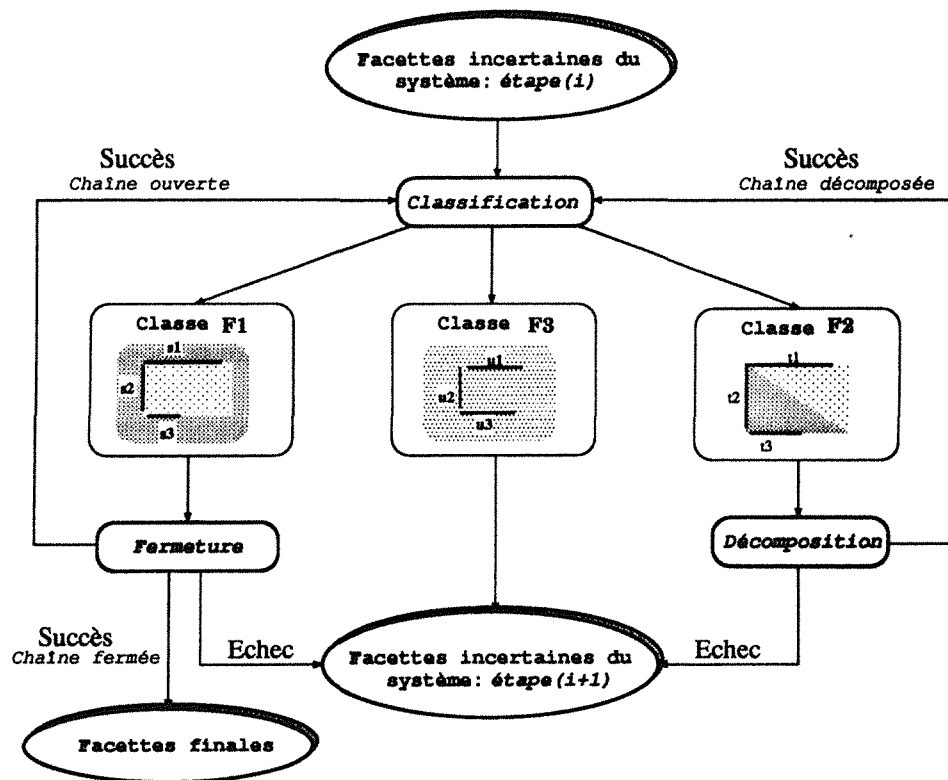 Facettes incertaines du
système: étape(i)
Succès
Chaîne ouverte
Succès
Chaîne décomposée
Classification
Classe F1
s1
s2
s3
Classe F3
u1
u2
u3
Classe F2
t1
t2
t3
Fermeture
Décomposition
Succès
Chaîne fermée
Echec
Facettes incertaines du
système: étape(i+1)
Echec
Facettes finales